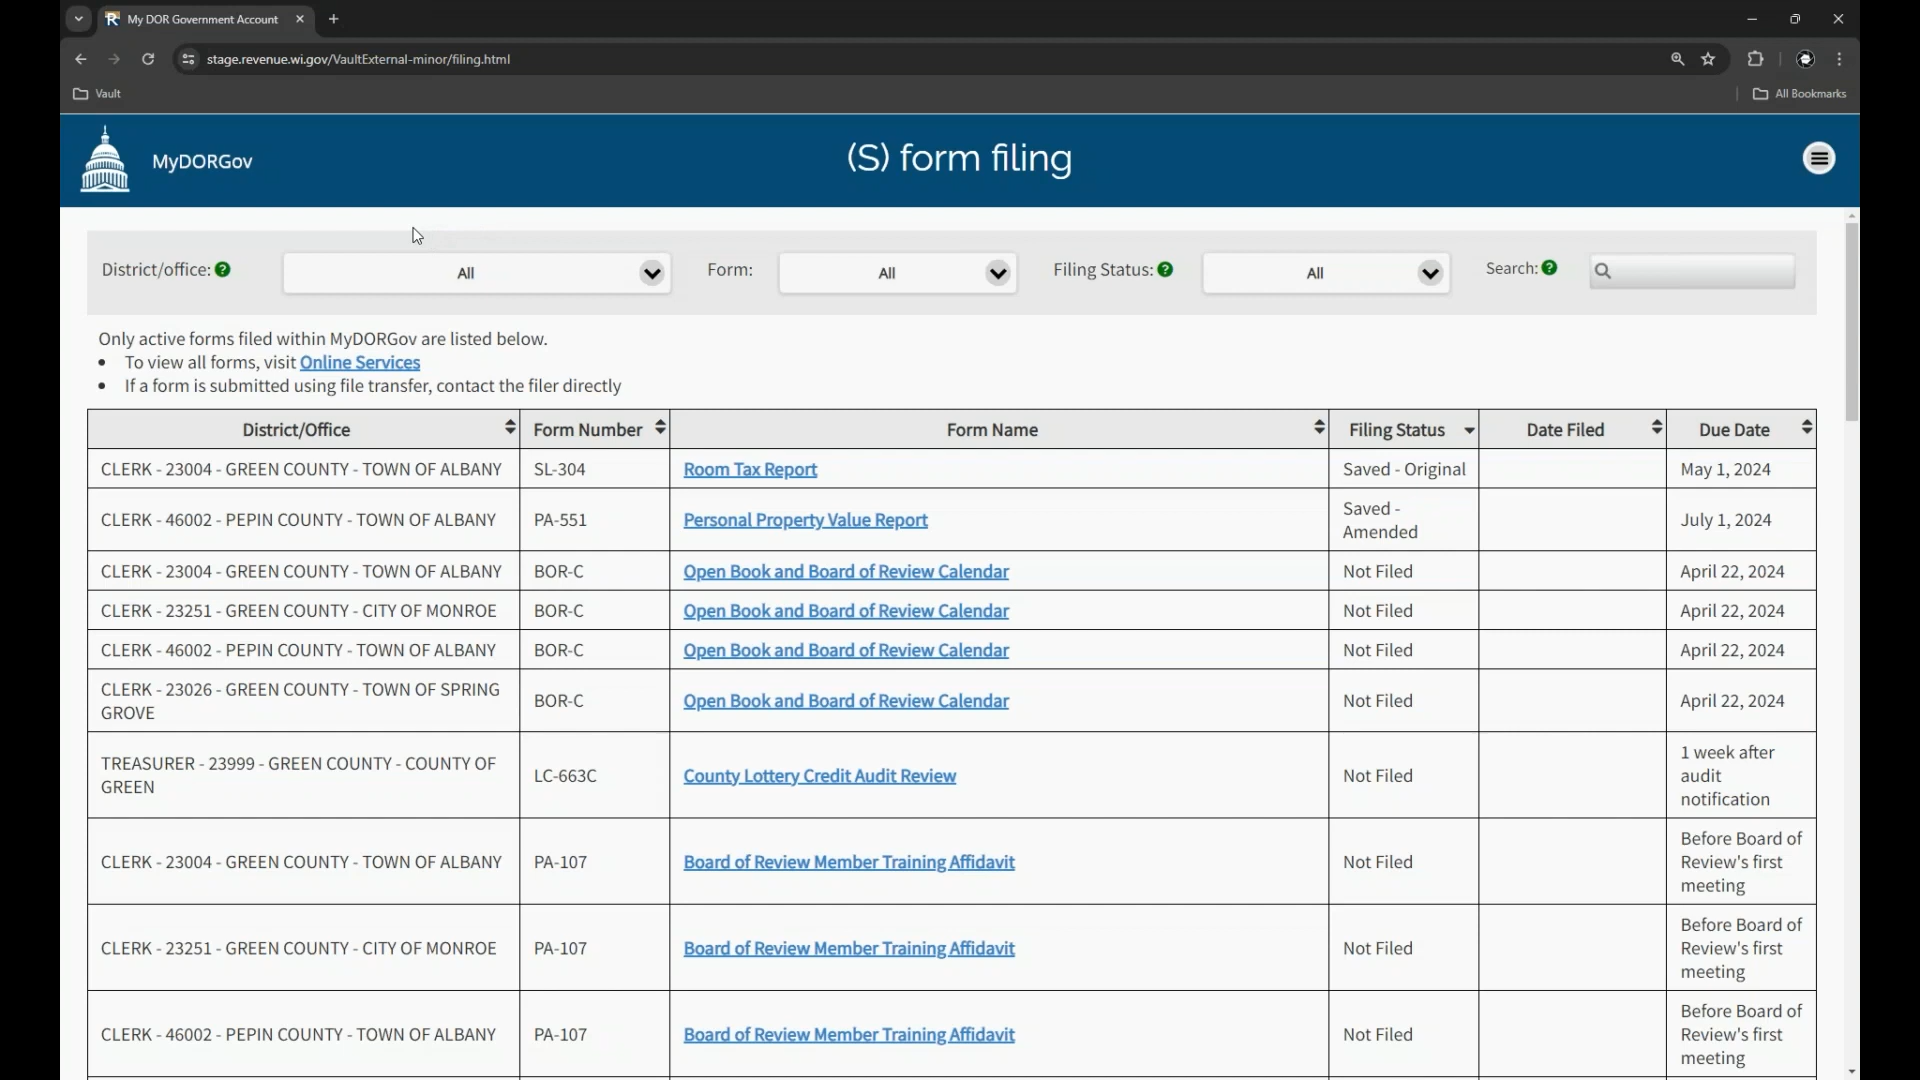 My DOR Government Account
stage.revenue.wi.gov/VaultExternal-minor/filing.html
Vault
All Bookmarks
MyDORGov
(S) form filing
District/office: ?
All
Form:
All
Filing Status: ?
All
Search: ?
Only active forms filed within MyDORGov are listed below.
• To view all forms, visit Online Services
• If a form is submitted using file transfer, contact the filer directly
District/Office Form Number Form Name Filing Status Date Filed Due Date
CLERK - 23004 - GREEN COUNTY - TOWN OF ALBANY SL-304 Room Tax Report Saved - Original May 1, 2024
CLERK - 46002 - PEPIN COUNTY - TOWN OF ALBANY PA-551 Personal Property Value Report Saved -
Amended July 1, 2024
CLERK - 23004 - GREEN COUNTY - TOWN OF ALBANY BOR-C Open Book and Board of Review Calendar Not Filed April 22, 2024
CLERK - 23251 - GREEN COUNTY - CITY OF MONROE BOR-C Open Book and Board of Review Calendar Not Filed April 22, 2024
CLERK - 46002 - PEPIN COUNTY - TOWN OF ALBANY BOR-C Open Book and Board of Review Calendar Not Filed April 22, 2024
CLERK - 23026 - GREEN COUNTY - TOWN OF SPRING
GROVE BOR-C Open Book and Board of Review Calendar Not Filed April 22, 2024
TREASURER - 23999 - GREEN COUNTY - COUNTY OF
GREEN LC-663C County Lottery Credit Audit Review Not Filed 1 week after
audit
notification
CLERK - 23004 - GREEN COUNTY - TOWN OF ALBANY PA-107 Board of Review Member Training Affidavit Not Filed Before Board of
Review's first
meeting
CLERK - 23251 - GREEN COUNTY - CITY OF MONROE PA-107 Board of Review Member Training Affidavit Not Filed Before Board of
Review's first
meeting
CLERK - 46002 - PEPIN COUNTY - TOWN OF ALBANY PA-107 Board of Review Member Training Affidavit Not Filed Before Board of
Review's first
meeting